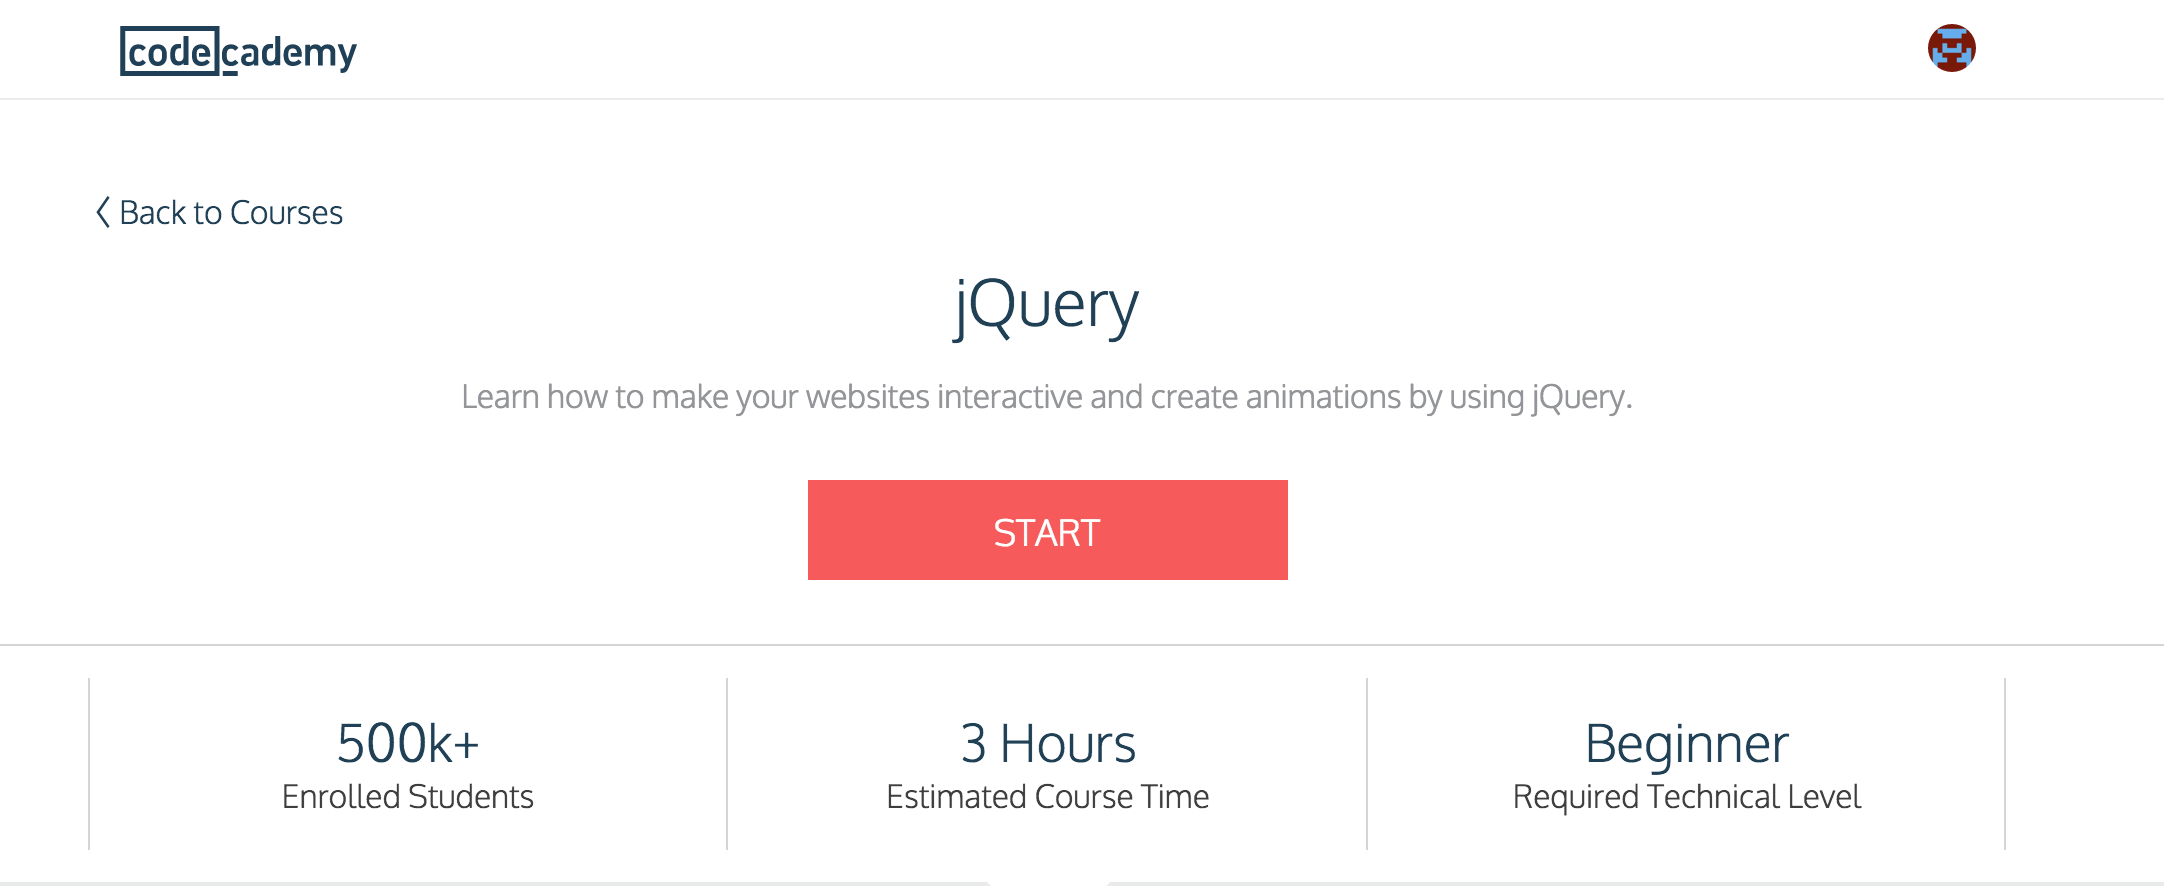 codecademy
Back to Courses
jQuery
Learn how to make your websites interactive and create animations by using jQuery.
START
500k+
Enrolled Students
3 Hours
Estimated Course Time
Beginner
Required Technical Level